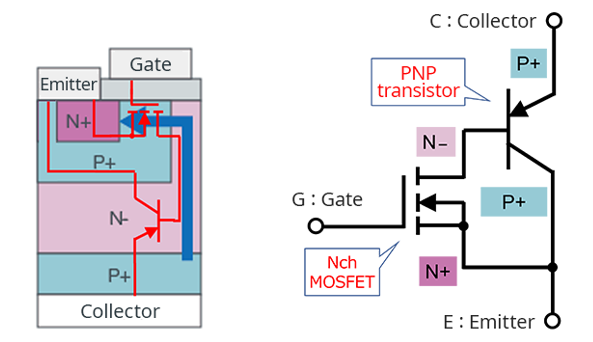 Gate
Emitter
N+
P+
N-
P+
Collector
C : Collector
P+
PNP
transistor
N−
G : Gate
P+
Nch
MOSFET
N+
E : Emitter